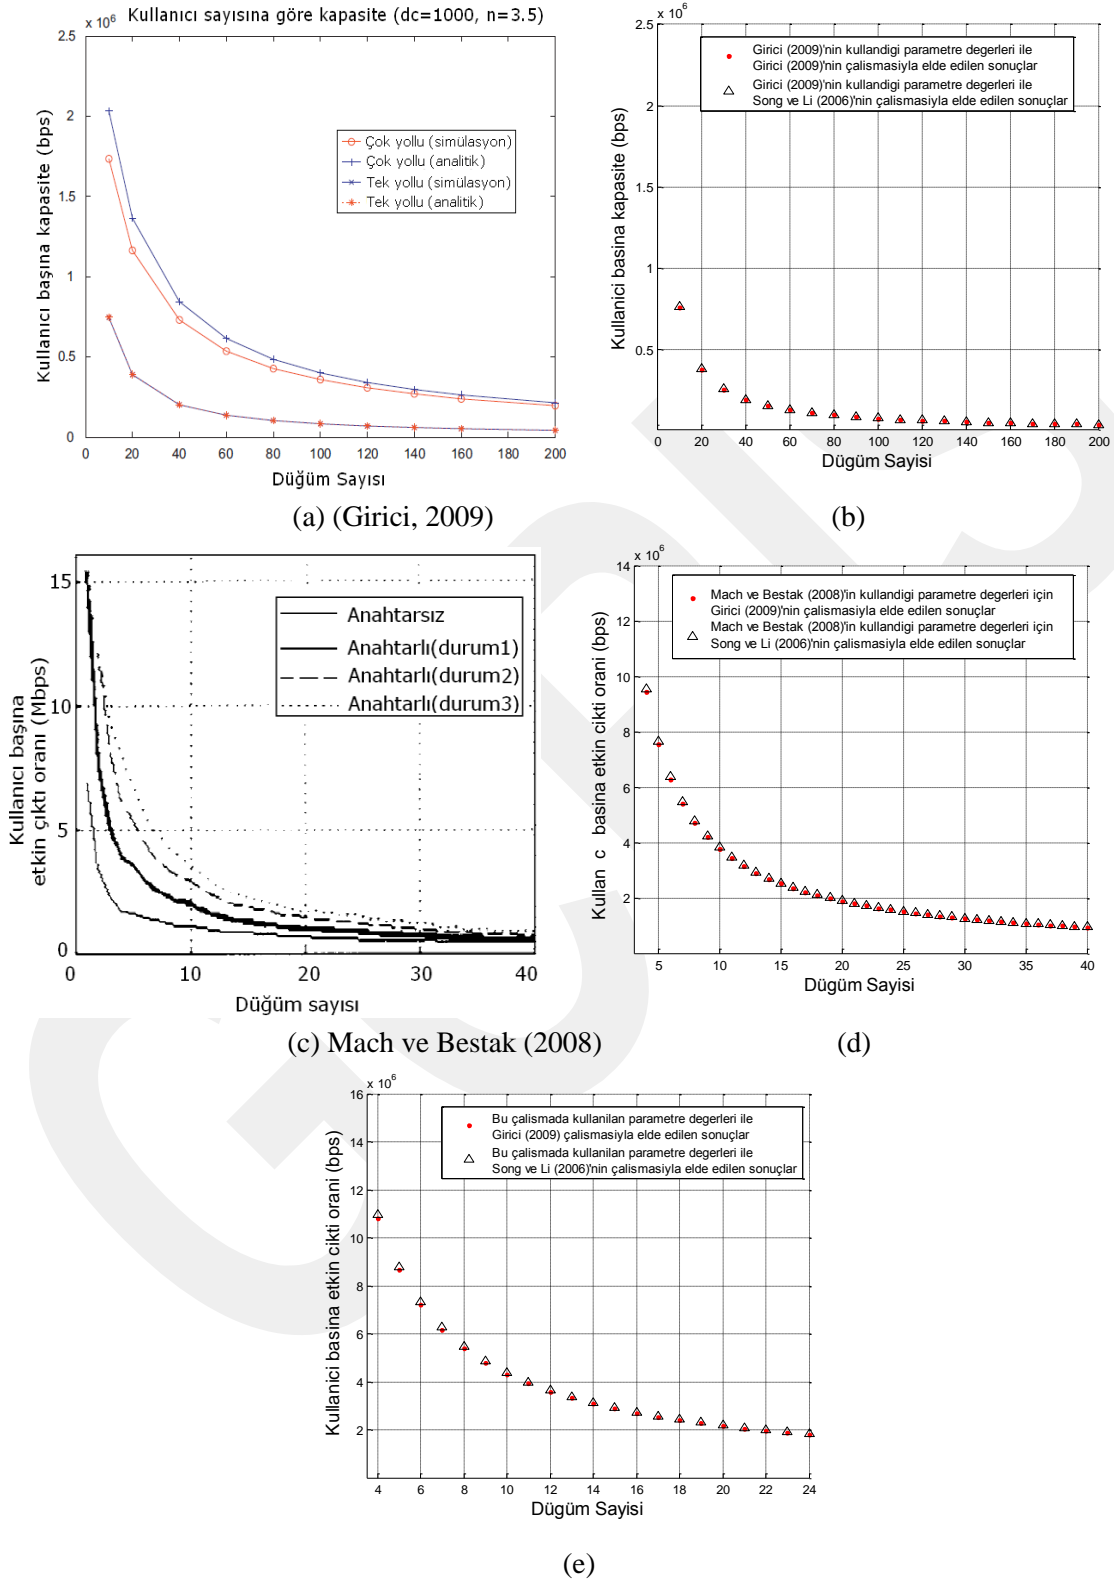 Kullanıcı sayısına göre kapasite (dc=1000, n=3.5)
x 10⁶
2.5
2
1.5
1
0.5
0
Kullanıcı başına kapasite (bps)
Çok yollu (simülasyon)
Çok yollu (analitik)
Tek yollu (simülasyon)
Tek yollu (analitik)
0 20 40 60 80 100 120 140 160 180 200
Düğüm Sayısı
(a) (Girici, 2009)
x 10⁶
2.5
2
1.5
1
0.5
Kullanici basina kapasite (bps)
Girici (2009)'nin kullandigi parametre degerleri ile
Girici (2009)'nin çalismasiyla elde edilen sonuçlar
Girici (2009)'nin kullandigi parametre degerleri ile
Song ve Li (2006)'nin çalismasiyla elde edilen sonuçlar
0 20 40 60 80 100 120 140 160 180 200
Dügüm Sayisi
(b)
15
10
5
0
Kullanıcı başına
etkin çıktı oranı (Mbps)
Anahtarsız
Anahtarlı(durum1)
Anahtarlı(durum2)
Anahtarlı(durum3)
0 10 20 30 40
Düğüm sayısı
(c) Mach ve Bestak (2008)
x 10⁶
14
12
10
8
6
4
2
Kullan c basina etkin cikti orani (bps)
Mach ve Bestak (2008)'in kullandigi parametre degerleri için
Girici (2009)'nin çalismasiyla elde edilen sonuçlar
Mach ve Bestak (2008)'in kullandigi parametre degerleri için
Song ve Li (2006)'nin çalismasiyla elde edilen sonuçlar
5 10 15 20 25 30 35 40
Dügüm Sayisi
(d)
x 10⁶
16
14
12
10
8
6
4
2
Kullanici basina etkin cikti orani (bps)
Bu çalismada kullanilan parametre degerleri ile
Girici (2009) çalismasiyla elde edilen sonuçlar
Bu çalismada kullanilan parametre degerleri ile
Song ve Li (2006)'nin çalismasiyla elde edilen sonuçlar
4 6 8 10 12 14 16 18 20 22 24
Dügüm Sayisi
(e)